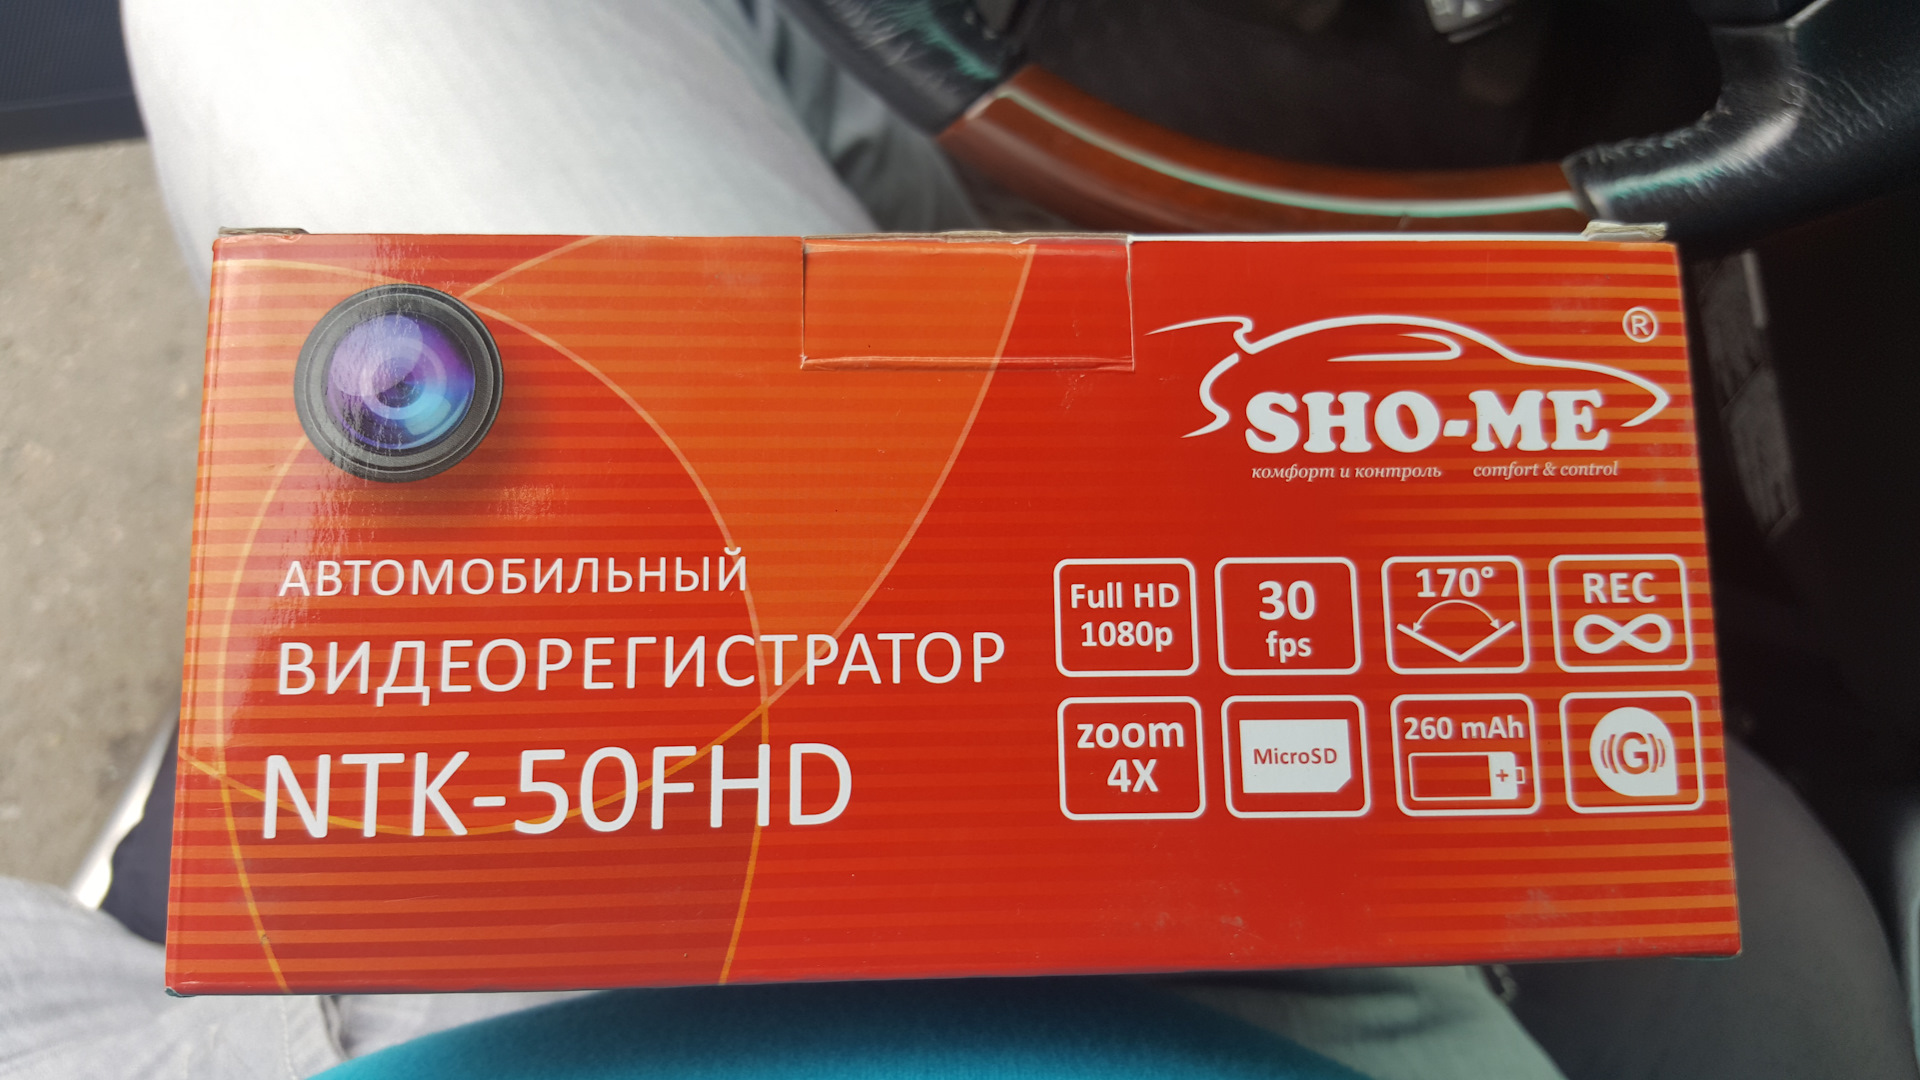 ®
SHO-ME
комфорт и контроль comfort & control
АВТОМОБИЛЬНЫЙ
ВИДЕОРЕГИСТРАТОР
NTK-50FHD
Full HD
1080p
30
fps
170°
REC
zoom
4X
MicroSD
260 mAh
+
G